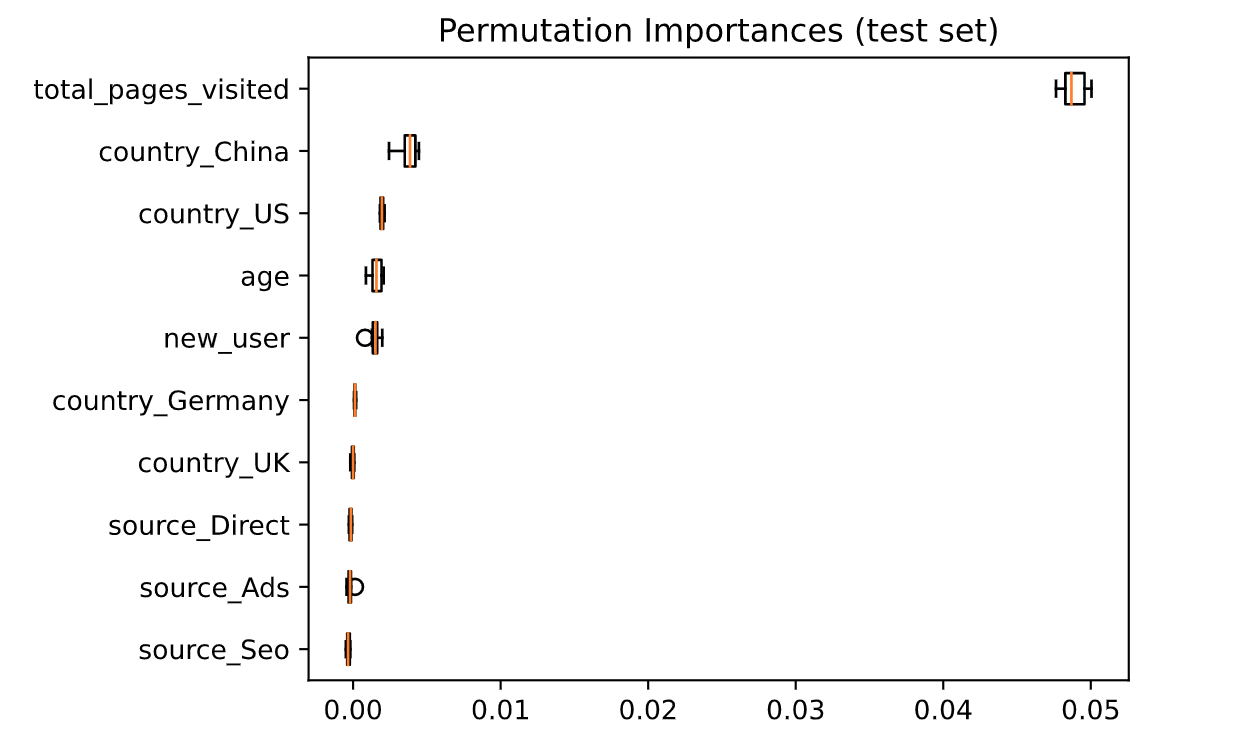 Permutation Importances (test set)
total_pages_visited
country_China
country_US
age
new_user
country_Germany
country_UK
source_Direct
source_Ads
source_Seo
0.00 0.01 0.02 0.03 0.04 0.05